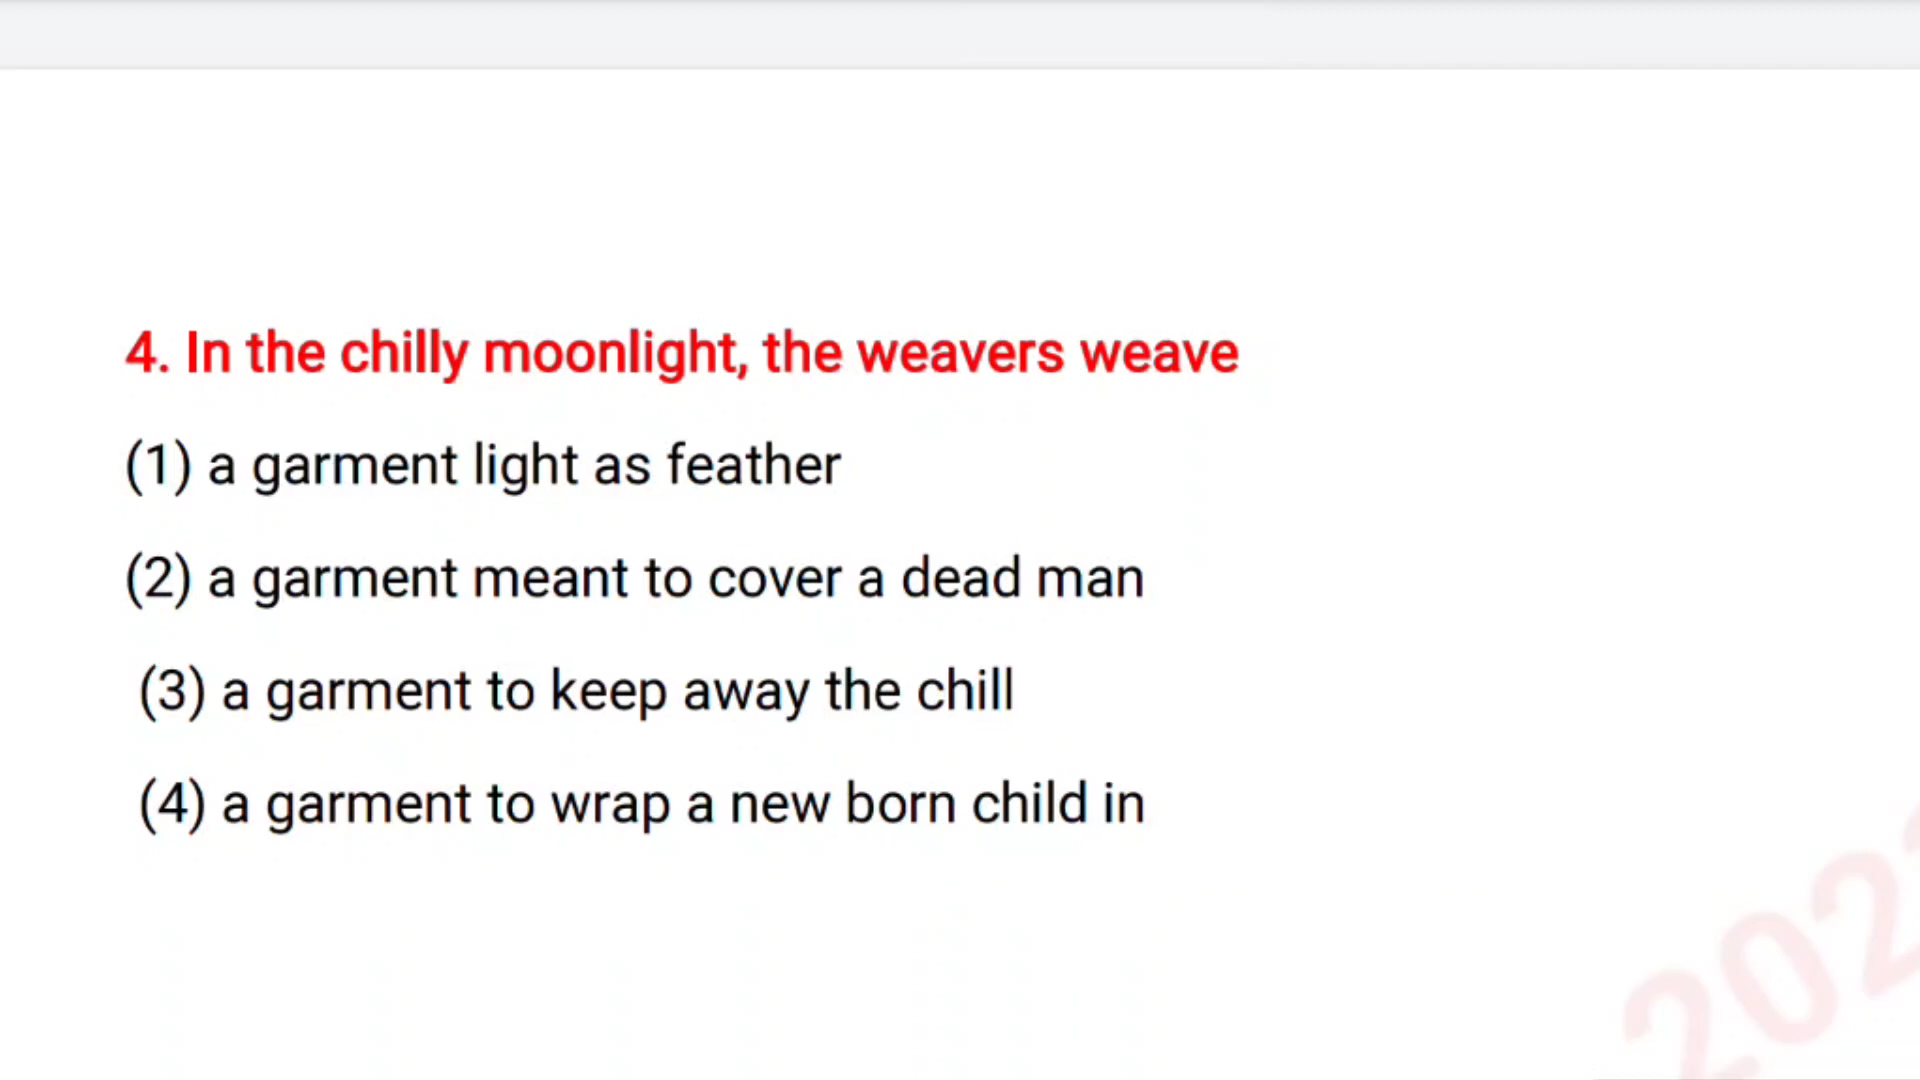 4. In the chilly moonlight, the weavers weave
(1) a garment light as feather
(2) a garment meant to cover a dead man
(3) a garment to keep away the chill
(4) a garment to wrap a new born child in